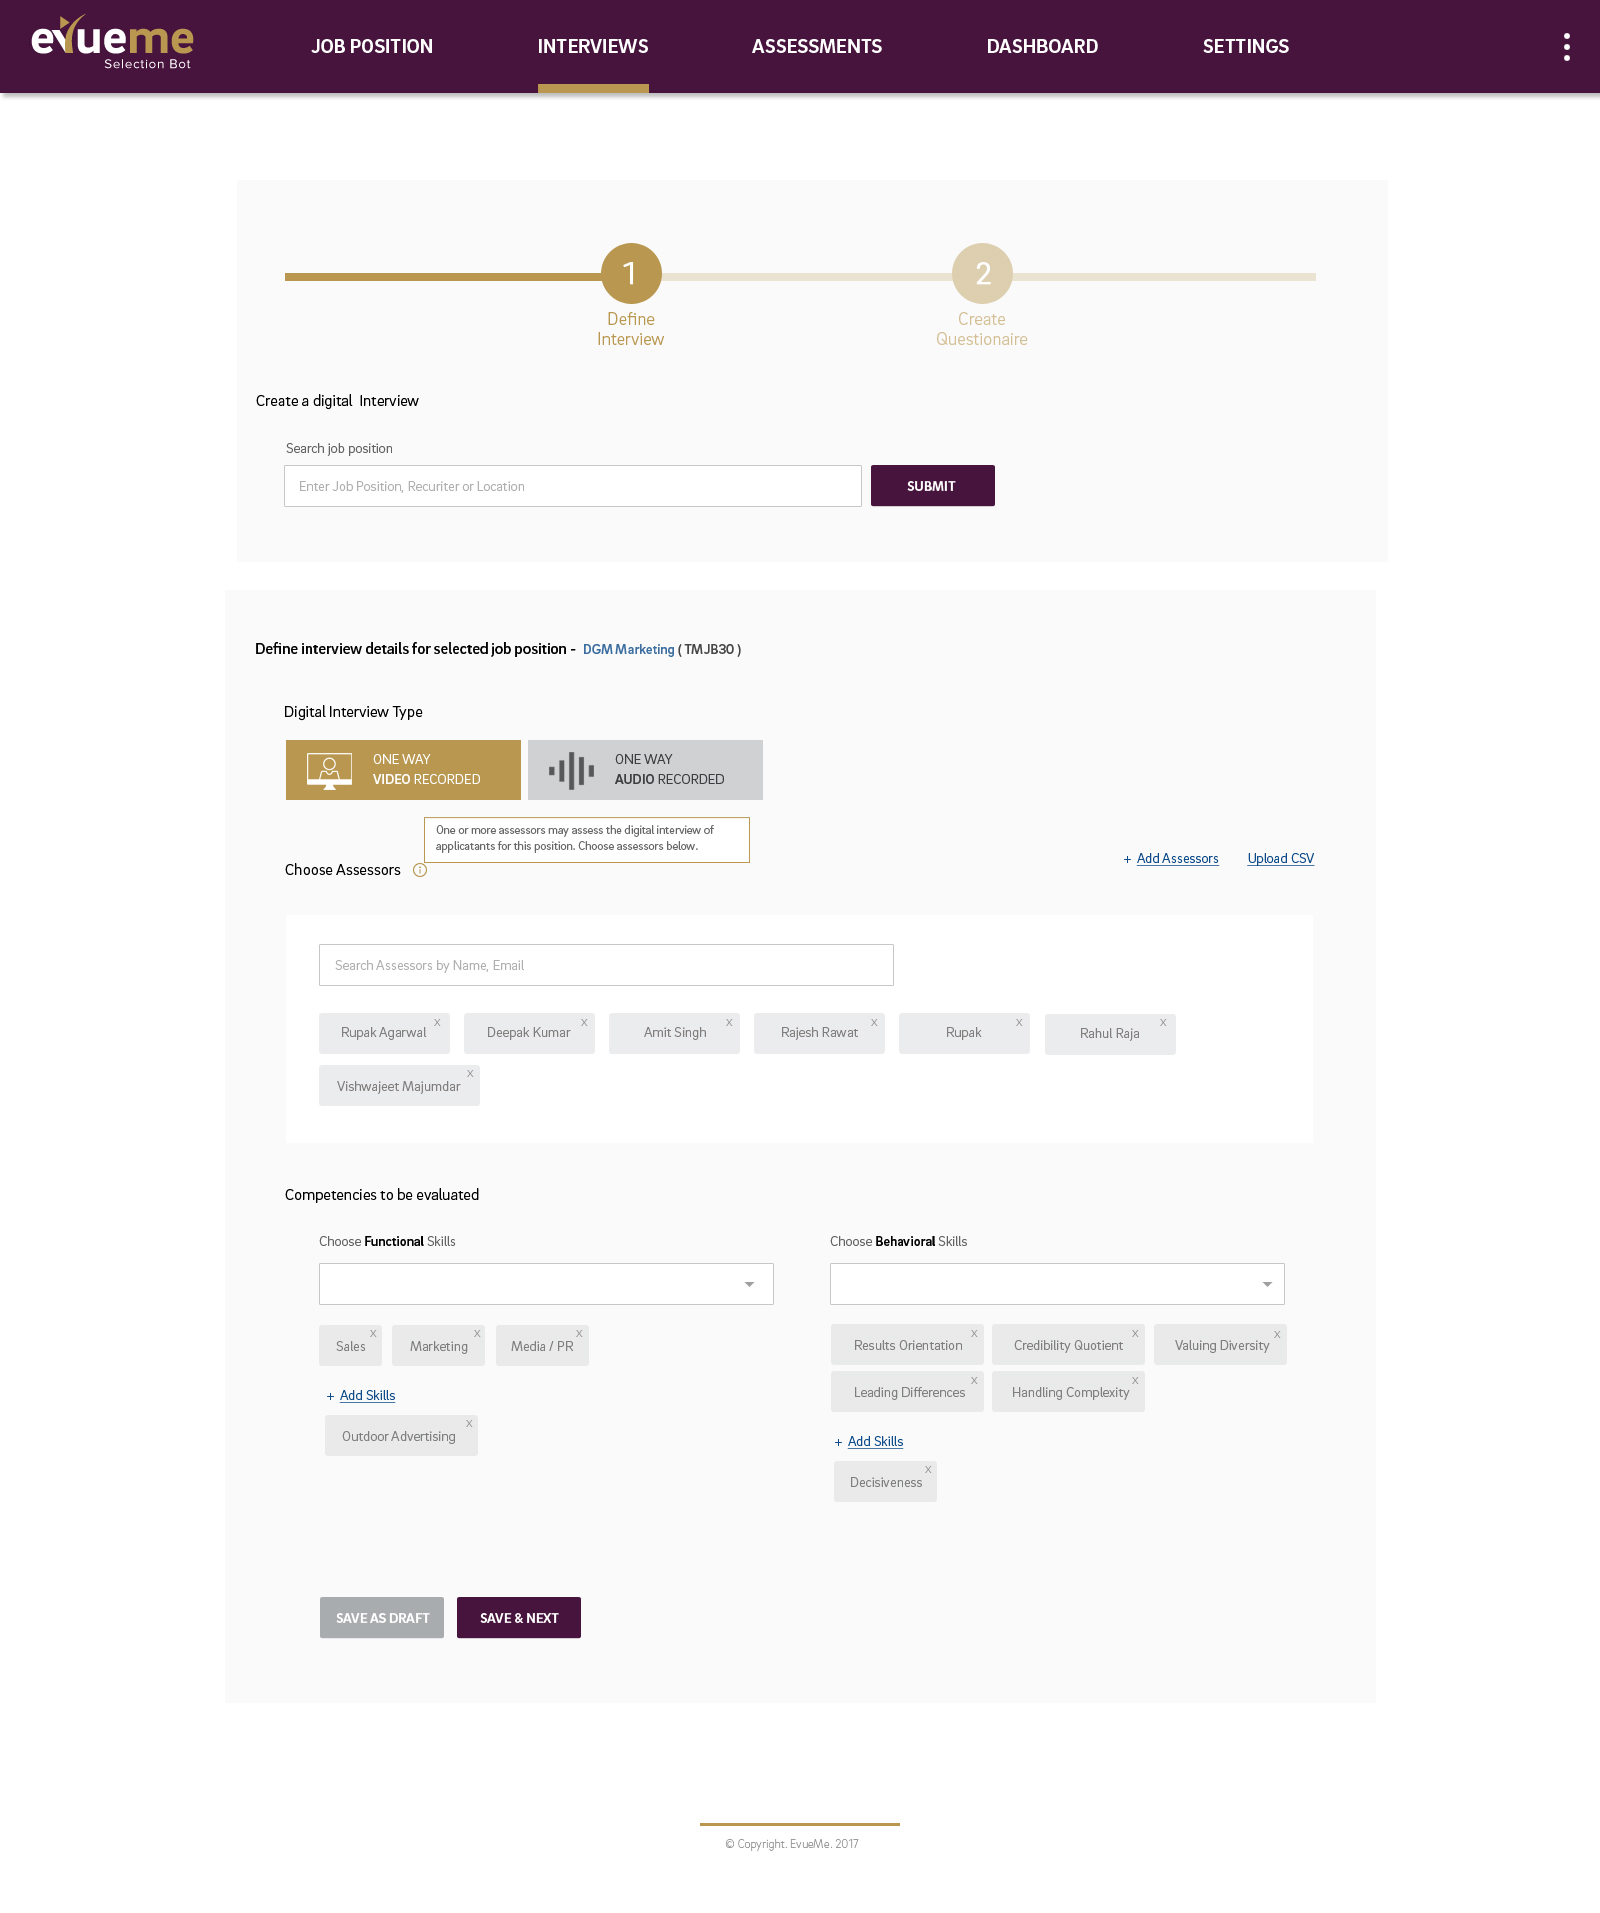 evueme
Selection Bot
JOB POSITION
INTERVIEWS
ASSESSMENTS
DASHBOARD
SETTINGS
1
Define
Interview
2
Create
Questionaire
Create a digital Interview
Search job position
Enter Job Position, Recuriter or Location
SUBMIT
Define interview details for selected job position - DGM Marketing ( TMJB30 )
Digital Interview Type
ONE WAY
VIDEO RECORDED
ONE WAY
AUDIO RECORDED
One or more assessors may assess the digital interview of
applicatants for this position. Choose assessors below.
Choose Assessors i
+ Add Assessors
Upload CSV
Search Assessors by Name, Email
Rupak Agarwal X
Deepak Kumar X
Amit Singh X
Rajesh Rawat X
Rupak X
Rahul Raja X
Vishwajeet Majumdar X
Competencies to be evaluated
Choose Functional Skills
Sales X
Marketing X
Media / PR X
+ Add Skills
Outdoor Advertising X
Choose Behavioral Skills
Results Orientation X
Credibility Quotient X
Valuing Diversity X
Leading Differences X
Handling Complexity X
+ Add Skills
Decisiveness X
SAVE AS DRAFT
SAVE & NEXT
© Copyright. EvueMe. 2017